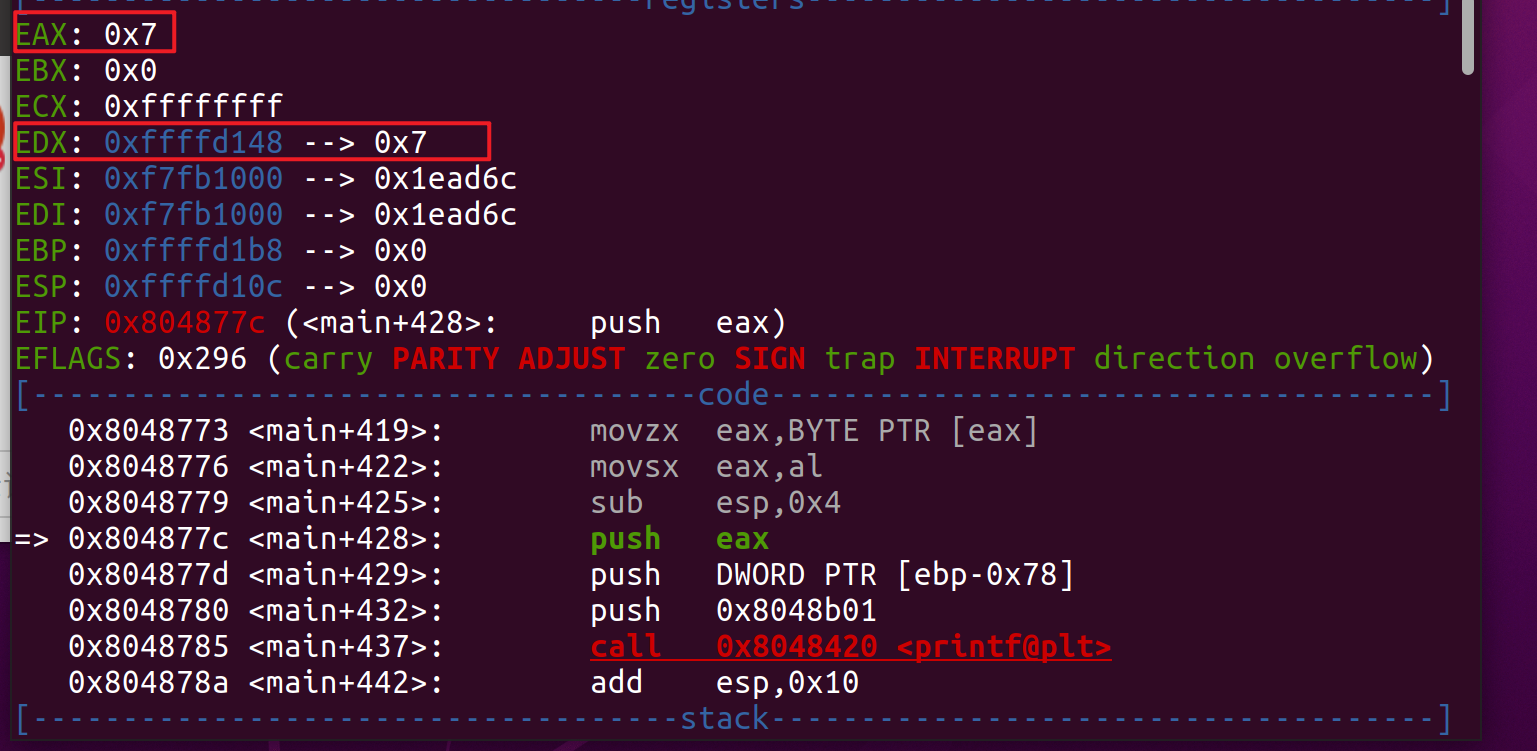 [-----------------------------------registers-----------------------------------]
EAX: 0x7
EBX: 0x0
ECX: 0xffffffff
EDX: 0xffffd148 --> 0x7
ESI: 0xf7fb1000 --> 0x1ead6c
EDI: 0xf7fb1000 --> 0x1ead6c
EBP: 0xffffd1b8 --> 0x0
ESP: 0xffffd10c --> 0x0
EIP: 0x804877c (<main+428>: push eax)
EFLAGS: 0x296 (carry PARITY ADJUST zero SIGN trap INTERRUPT direction overflow)
[-------------------------------------code-------------------------------------]
0x8048773 <main+419>: movzx eax,BYTE PTR [eax]
0x8048776 <main+422>: movsx eax,al
0x8048779 <main+425>: sub esp,0x4
=> 0x804877c <main+428>: push eax
0x804877d <main+429>: push DWORD PTR [ebp-0x78]
0x8048780 <main+432>: push 0x8048b01
0x8048785 <main+437>: call 0x8048420 <printf@plt>
0x804878a <main+442>: add esp,0x10
[------------------------------------stack-------------------------------------]